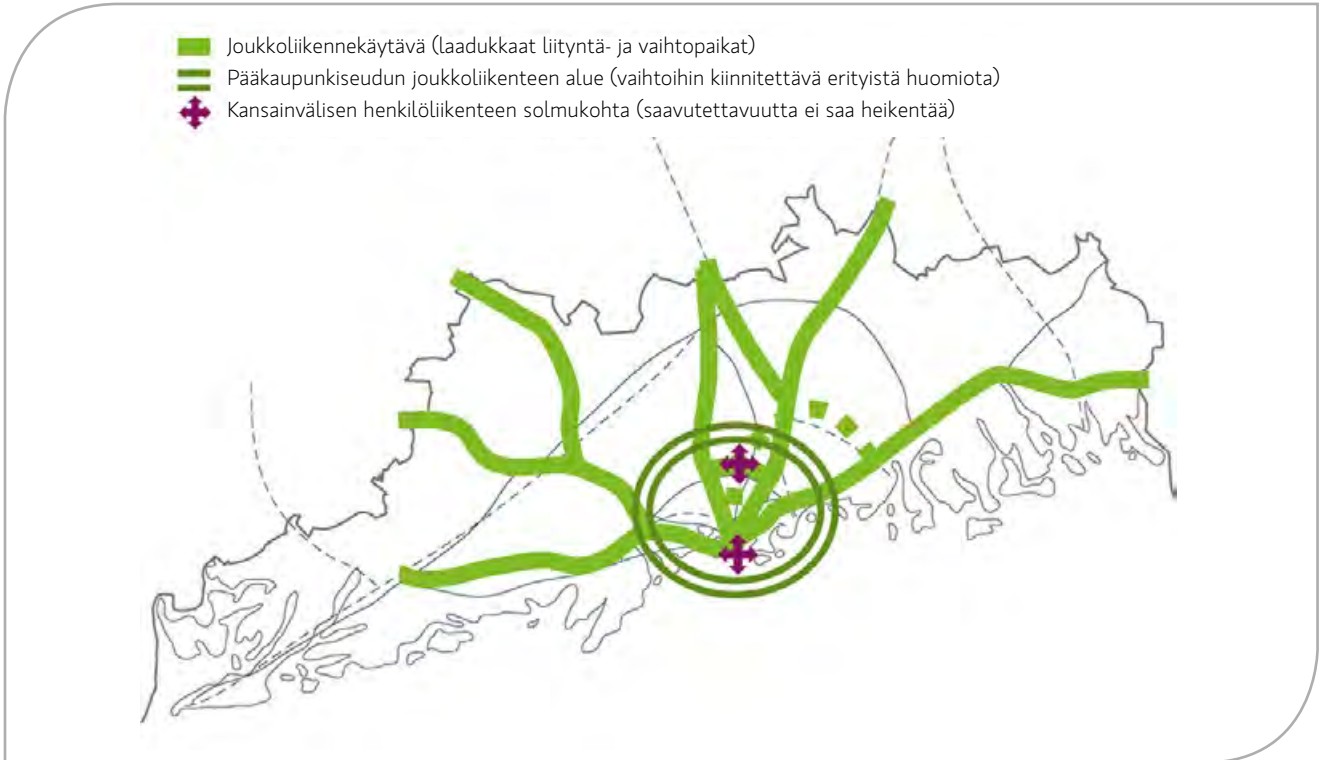 Joukkoliikennekäytävä (laadukkaat liityntä- ja vaihtopaikat)
Pääkaupunkiseudun joukkoliikenteen alue (vaihtoihin kiinnitettävä erityistä huomiota)
Kansainvälisen henkilöliikenteen solmukohta (saavutettavuutta ei saa heikentää)